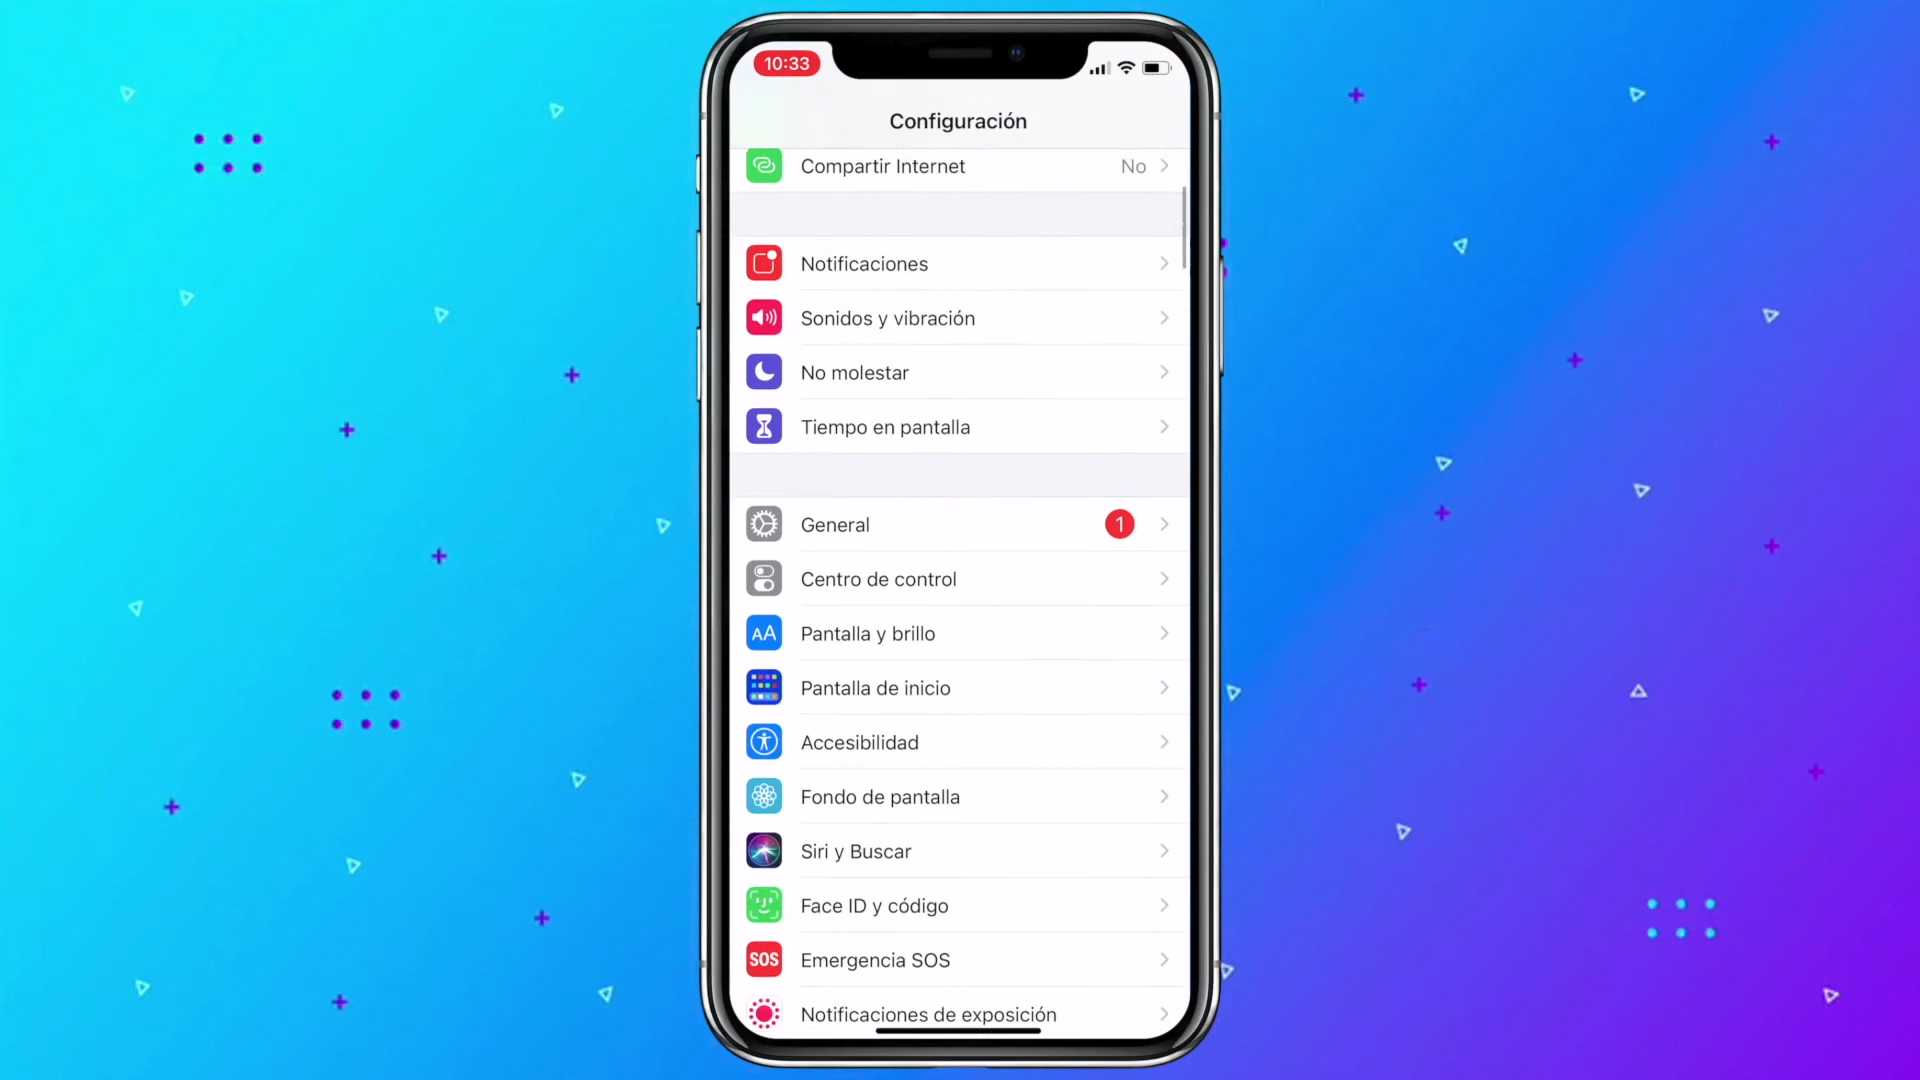 10:33
Configuración
Compartir Internet No
Notificaciones
Sonidos y vibración
No molestar
Tiempo en pantalla
General 1
Centro de control
AA Pantalla y brillo
Pantalla de inicio
Accesibilidad
Fondo de pantalla
Siri y Buscar
Face ID y código
SOS Emergencia SOS
Notificaciones de exposición